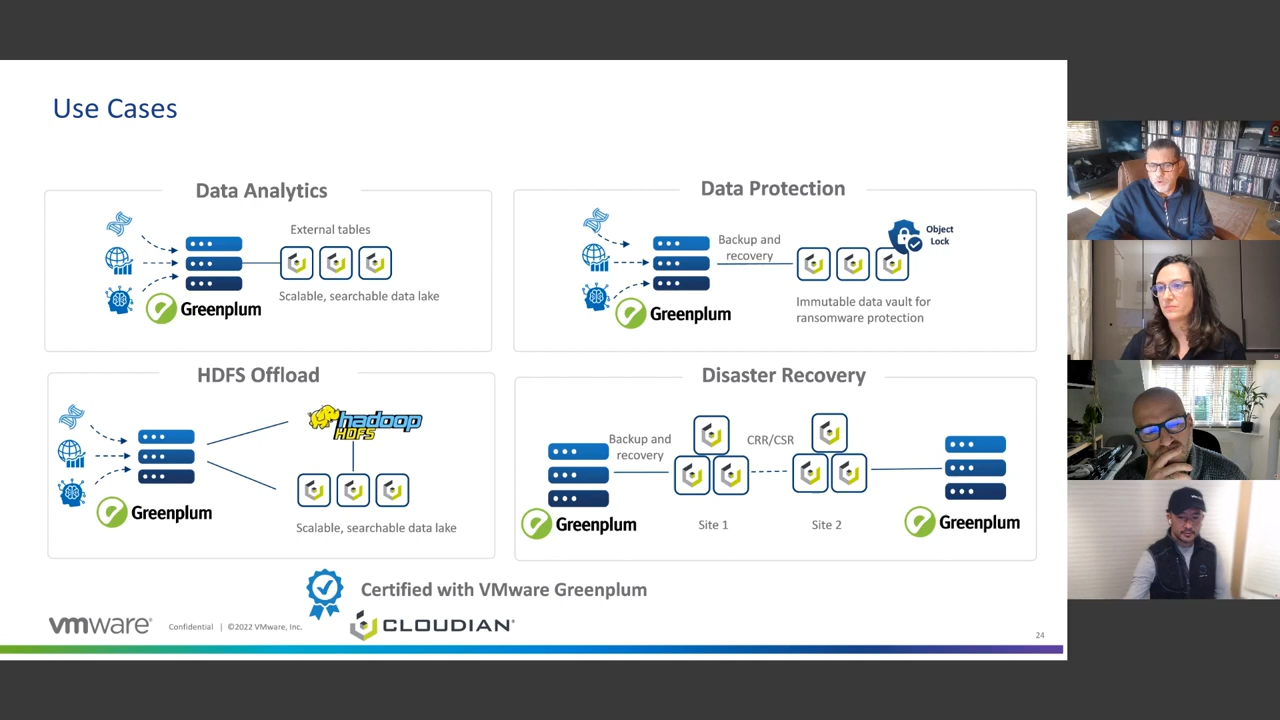 Use Cases
Data Analytics
External tables
Scalable, searchable data lake
Greenplum
Data Protection
Backup and
recovery
Object
Lock
Immutable data vault for
ransomware protection
Greenplum
HDFS Offload
hadoop
HDFS
Scalable, searchable data lake
Greenplum
Disaster Recovery
Backup and
recovery
CRR/CSR
Site 1
Site 2
Greenplum
Greenplum
Certified with VMware Greenplum
vmware®
Confidential | ©2022 VMware, Inc.
CLOUDIAN®
24